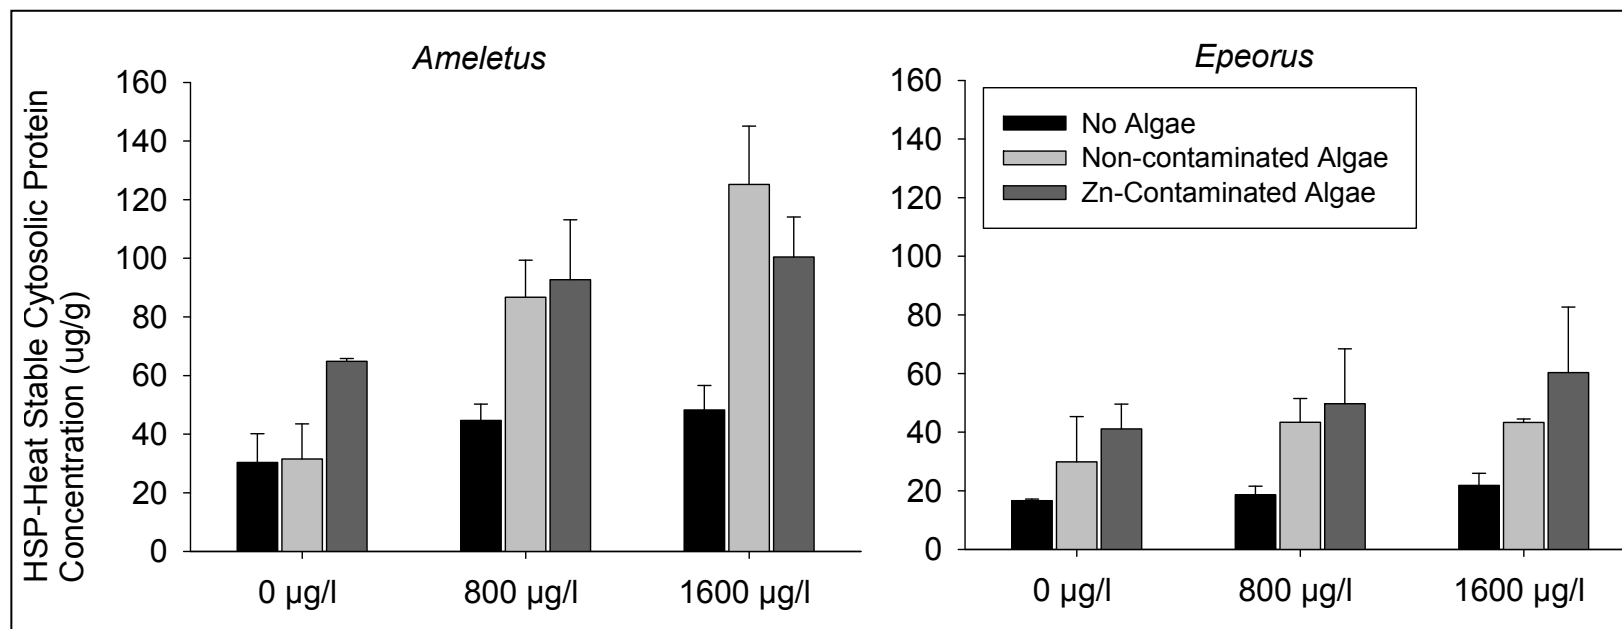 Ameletus
Epeorus
HSP-Heat Stable Cytosolic Protein
Concentration (ug/g)
160
140
120
100
80
60
40
20
0
0 µg/l
800 µg/l
1600 µg/l
160
140
120
100
80
60
40
20
0
No Algae
Non-contaminated Algae
Zn-Contaminated Algae
0 µg/l
800 µg/l
1600 µg/l